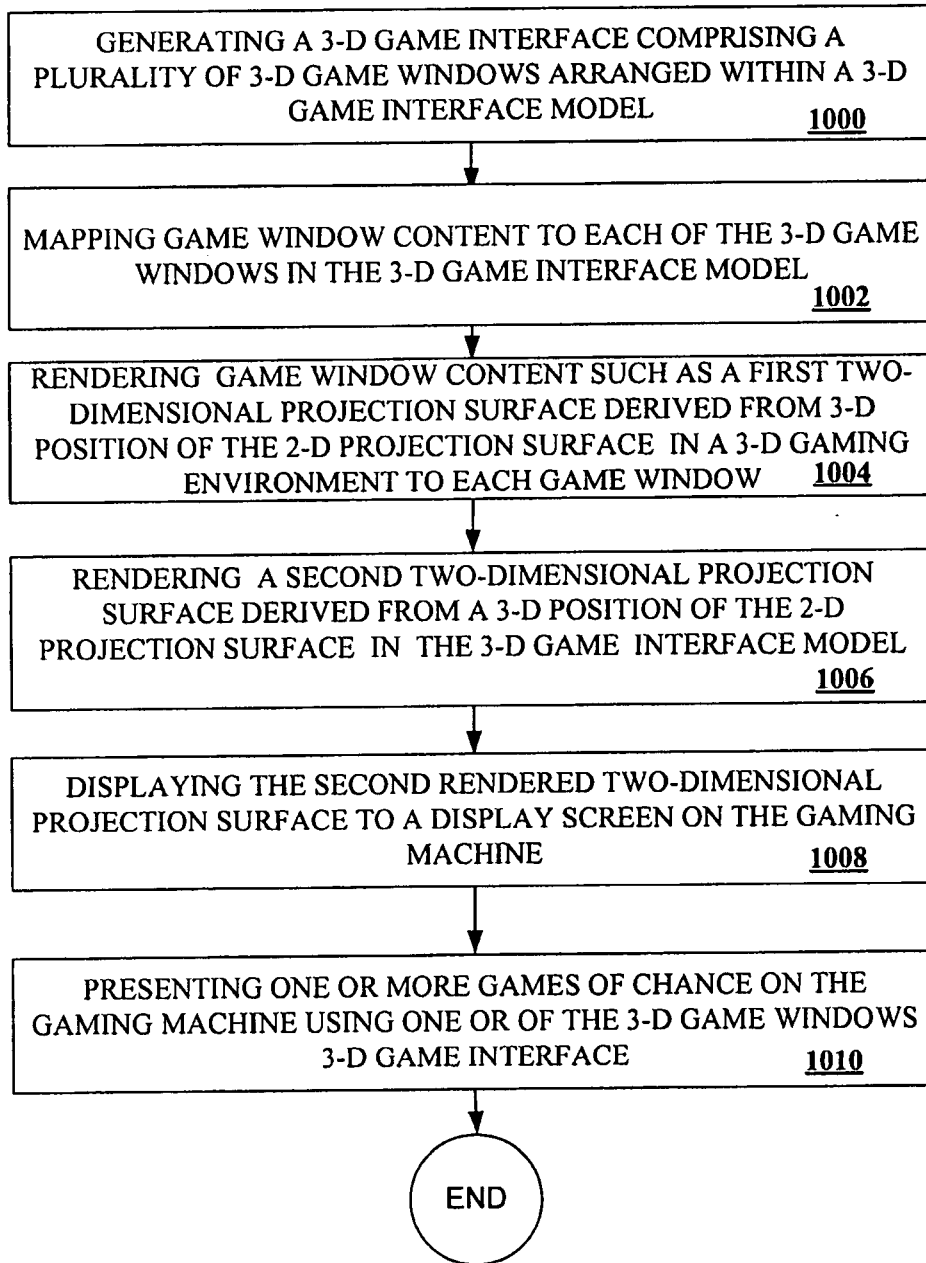 GENERATING A 3-D GAME INTERFACE COMPRISING A
PLURALITY OF 3-D GAME WINDOWS ARRANGED WITHIN A 3-D
GAME INTERFACE MODEL
1000
MAPPING GAME WINDOW CONTENT TO EACH OF THE 3-D GAME
WINDOWS IN THE 3-D GAME INTERFACE MODEL
1002
RENDERING GAME WINDOW CONTENT SUCH AS A FIRST TWO-
DIMENSIONAL PROJECTION SURFACE DERIVED FROM 3-D
POSITION OF THE 2-D PROJECTION SURFACE IN A 3-D GAMING
ENVIRONMENT TO EACH GAME WINDOW 1004
RENDERING A SECOND TWO-DIMENSIONAL PROJECTION
SURFACE DERIVED FROM A 3-D POSITION OF THE 2-D
PROJECTION SURFACE IN THE 3-D GAME INTERFACE MODEL
1006
DISPLAYING THE SECOND RENDERED TWO-DIMENSIONAL
PROJECTION SURFACE TO A DISPLAY SCREEN ON THE GAMING
MACHINE 1008
PRESENTING ONE OR MORE GAMES OF CHANCE ON THE
GAMING MACHINE USING ONE OR OF THE 3-D GAME WINDOWS
3-D GAME INTERFACE 1010
END